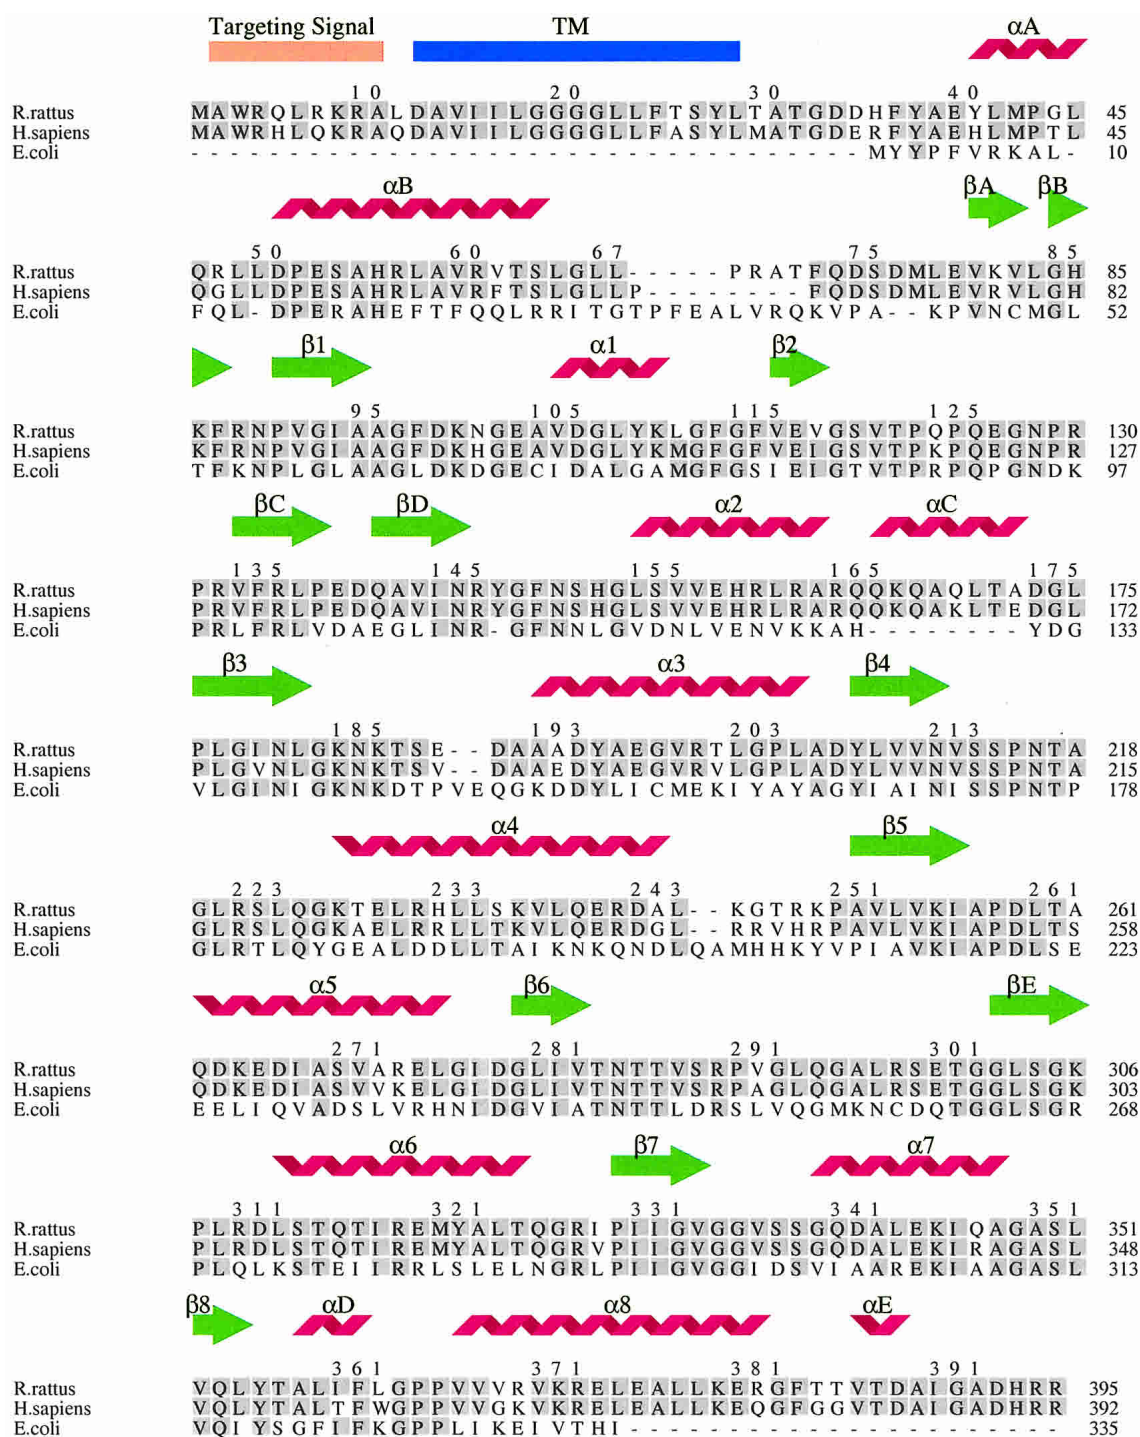 Targeting Signal TM αA
10 20 30 40
R.rattus MAWRQLRKRALDAVIILGGGGLLFTSYLTATGDDHFYAEYLMPGL 45
H.sapiens MAWRHLQKRAQDAVIILGGGGLLFASYLMATGDERFYAEHLMPTL 45
E.coli ----------------------------------MYYPFVRKAL- 10
αB βA βB
50 60 67 75 85
R.rattus QRLLDPESAHRLAVRVTSLGLL-----PRATFQDSDMLEVKVLGH 85
H.sapiens QGLLDPESAHRLAVRFTSLGLLP--------FQDSDMLEVRVLGH 82
E.coli FQL-DPERAHEFTFQQLRRITGTPFEALVRQKVPA--KPVNCMGL 52
β1 α1 β2
95 105 115 125
R.rattus KFRNPVGIAAGFDKNGEAVDGLYKLGFGFVEVGSVTPQPQEGNPR 130
H.sapiens KFRNPVGIAAGFDKHGEAVDGLYKMGFGFVEIGSVTPKPQEGNPR 127
E.coli TFKNPLGLAAGLDKDGECIDALGAMGFGSIEIGTVTPRPQPGNDK 97
βC βD α2 αC
135 145 155 165 175
R.rattus PRVFRLPEDQAVINRYGFNSHGLSVVEHRLRARQQKQAQLTADGL 175
H.sapiens PRVFRLPEDQAVINRYGFNSHGLSVVEHRLRARQQKQAKLTEDGL 172
E.coli PRLFRLVDAEGLINR-GFNNLGVDNLVENVKKAH--------YDG 133
β3 α3 β4
185 193 203 213
R.rattus PLGINLGKNKTSE--DAAADYAEGVRTLGPLADYLVVNVSSPNTA 218
H.sapiens PLGVNLGKNKTSV--DAAEDYAEGVRVLGPLADYLVVNVSSPNTA 215
E.coli VLGINIGKNKDTPVEQGKDDYLICMEKIYAYAGYIAINISSPNTP 178
α4 β5
223 233 243 251 261
R.rattus GLRSLQGKTELRHLLSKVLQERDAL--KGTRKPAVLVKIAPDLTA 261
H.sapiens GLRSLQGKAELRRLLTKVLQERDGL--RRVHRPAVLVKIAPDLTS 258
E.coli GLRTLQYGEALDDLLTAIKNKQNDLQAMHHKYVPIAVKIAPDLSE 223
α5 β6 βE
271 281 291 301
R.rattus QDKEDIASVARELGIDGLIVTNTTVSRPVGLQGALRSETGGLSGK 306
H.sapiens QDKEDIASVVKELGIDGLIVTNTTVSRPAGLQGALRSETGGLSGK 303
E.coli EELIQVADSLVRHNIDGVIATNTTLDRSLVQGMKNCDQTGGLSGR 268
α6 β7 α7
311 321 331 341 351
R.rattus PLRDLSTQTIREMYALTQGRIPIIGVGGVSSGQDALEKIQAGASL 351
H.sapiens PLRDLSTQTIREMYALTQGRVPIIGVGGVSSGQDALEKIRAGASL 348
E.coli PLQLKSTEIIRRLSLELNGRLPIIGVGGIDSVIAAREKIAAGASL 313
β8 αD α8 αE
361 371 381 391
R.rattus VQLYTALIFLGPPVVVRVKRELEALLKERGFTTVTDAIGADHRR 395
H.sapiens VQLYTALTFWGPPVVGKVKRELEALLKEQGFGGVTDAIGADHRR 392
E.coli VQIYSGFIFKGPPLIKEIVTHI---------------------- 335